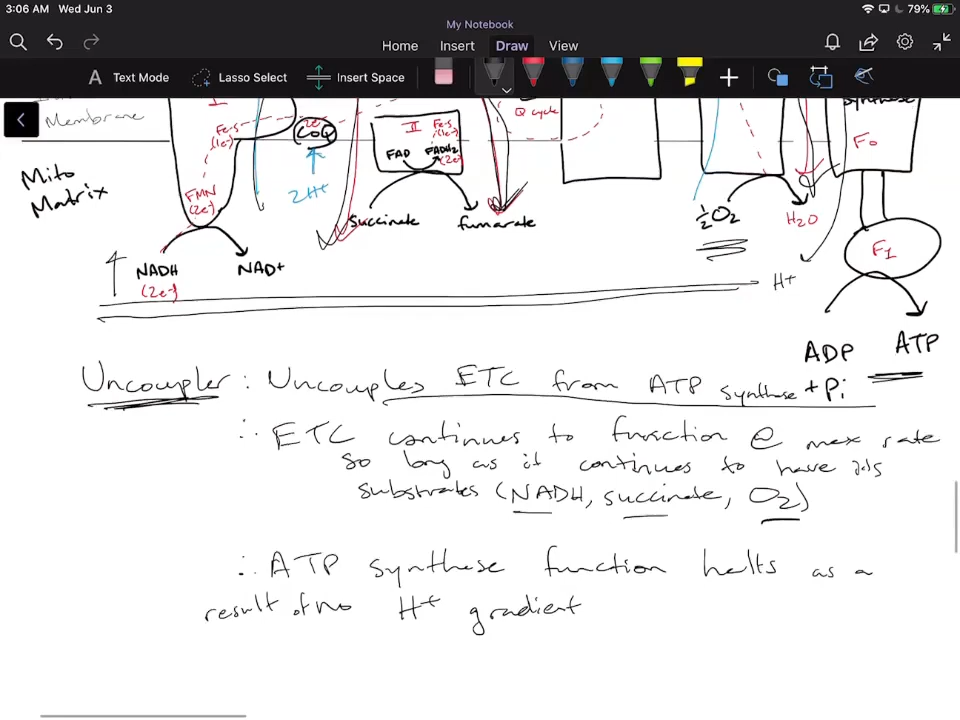 3:06 AM Wed Jun 3
79%
My Notebook
Home Insert Draw View
Text Mode
Lasso Select
Insert Space
Membrane
I
Fe-S
(1e-)
2e-
CoQ
II
Fe-S
(1e-)
Q cycle
synthase
F0
FAD
FADH2
(2e-)
Mito
Matrix
FMN
(2e-)
2H+
succinate
fumarate
½O2
H2O
F1
NADH
(2e-)
NAD+
H+
ADP
+ Pi
ATP
Uncoupler : Uncouples ETC from ATP synthase
∴ ETC continues to function @ max rate
so long as it continues to have its
substrates (NADH, succinate, O2)
∴ ATP synthase function halts as a
result of no H+ gradient